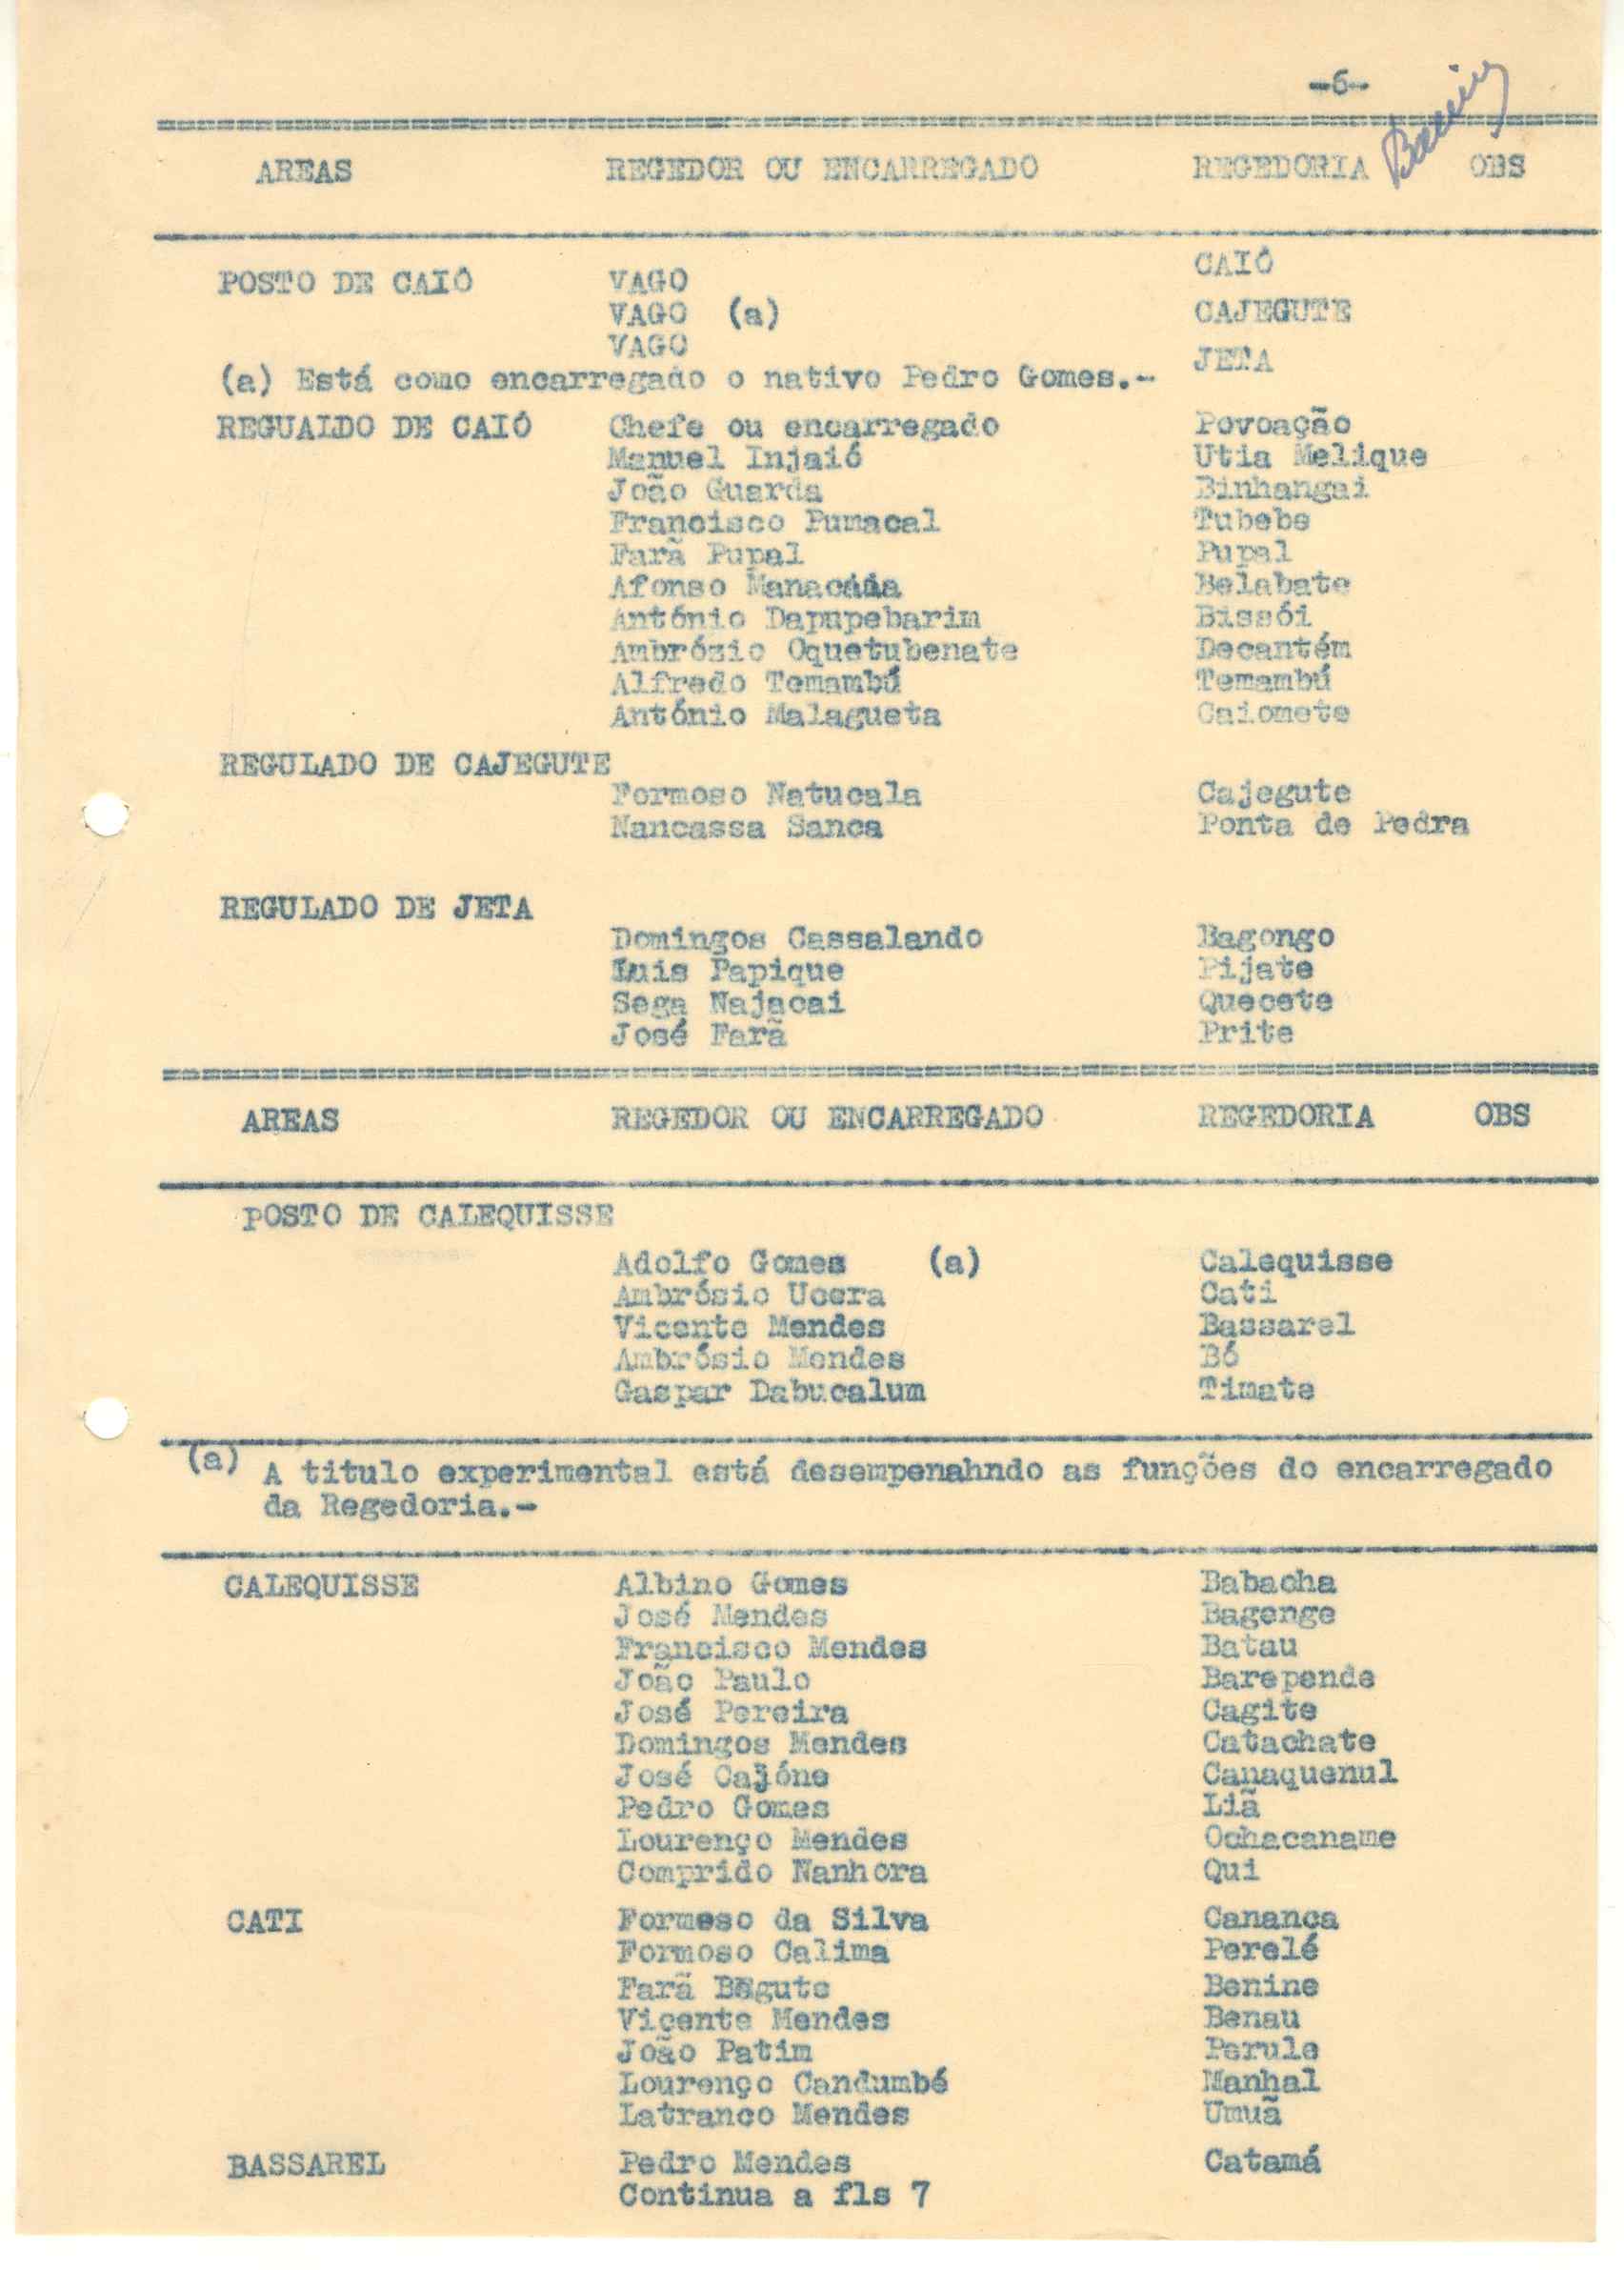 -6-
AREAS REGEDOR OU ENCARREGADO REGEDORIA OBS
POSTO DE CAIÓ VAGO CAIÓ
VAGO (a) CAJEGUTE
VAGO JETA
(a) Está como encarregado o nativo Pedro Gomes.-
REGUALDO DE CAIÓ Chefe ou encarregado Povoação
Manuel Injaió Utia Melique
João Guarda Binhangai
Francisco Pumacal Tubebe
Farã Pupal Pupal
Afonso Belabate
António Dapupebarim Bissói
Ambrózio Oquetubenate Decantém
Alfredo Temambú Temambú
António Malagueta Caiomete
REGULADO DE CAJEGUTE
Formoso Natucala Cajegute
Nancassa Sanca Ponta de Pedra
REGULADO DE JETA
Domingos Cassalando Bagongo
Luis Papique Pijate
Sega Najacai Quecete
José Farã Prite
AREAS REGEDOR OU ENCARREGADO REGEDORIA OBS
POSTO DE CALEQUISSE
Adolfo Gomes (a) Calequisse
Ambrósio Ucera Cati
Vicente Mendes Bassarel
Ambrósio Mendes Bó
Gaspar Dabucalum Timate
(a) A titulo experimental está desempenahndo as funções do encarregado
da Regedoria.-
CALEQUISSE Albino Gomes Babacha
José Mendes Bagenge
Francisco Mendes Batau
João Paulo Barepende
José Pereira Cagite
Domingos Mendes Catachate
José Cajóne Canaquenul
Pedro Gomes Liã
Lourenço Mendes Ochacaname
Comprido Nanhora Qui
CATI Formoso da Silva Cananca
Formoso Calima Perelé
Farã Bagute Benine
Vicente Mendes Benau
João Patim Perule
Lourenço Candumbé Manhal
Latranco Mendes Umuã
BASSAREL Pedro Mendes Catamá
Continua a fls 7